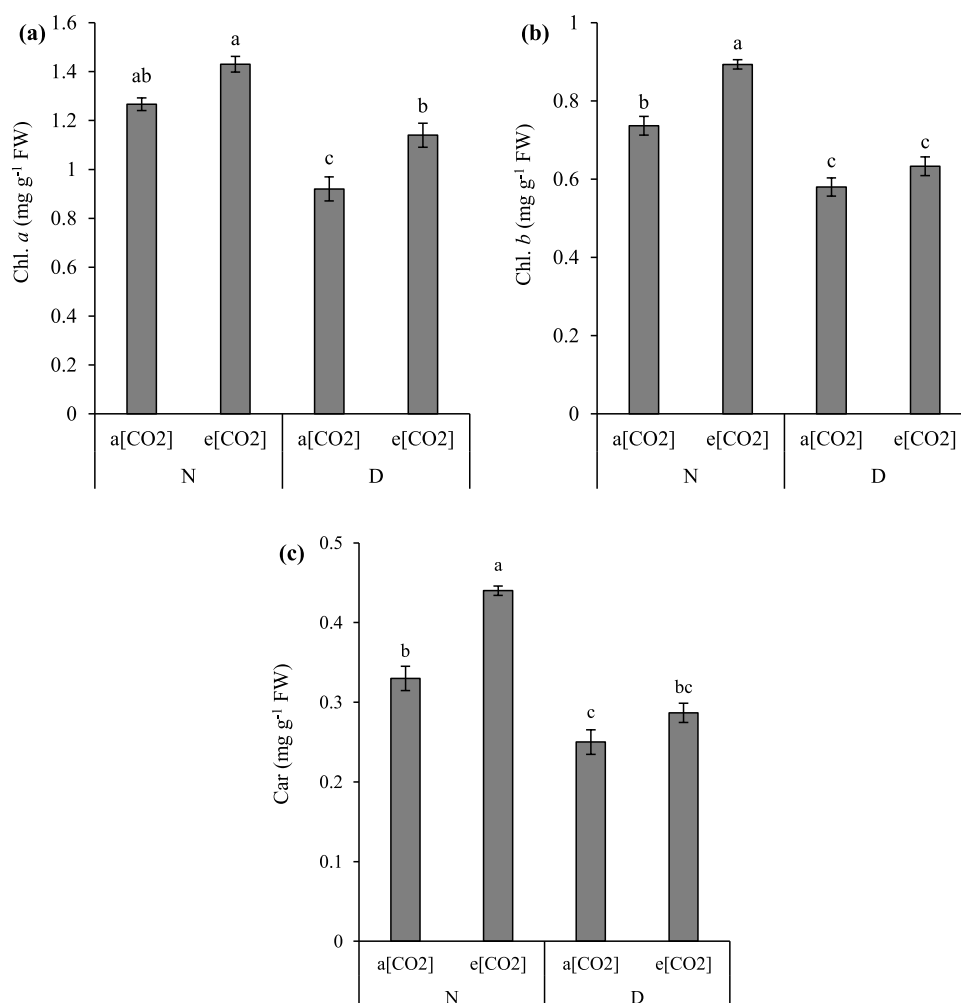 (a)
Chl. a (mg g-1 FW)
1.6
1.4
1.2
1
0.8
0.6
0.4
0.2
0
ab
a
c
b
a[CO2] e[CO2] a[CO2] e[CO2]
N D
(b)
Chl. b (mg g-1 FW)
1
0.8
0.6
0.4
0.2
0
b
a
c
c
a[CO2] e[CO2] a[CO2] e[CO2]
N D
(c)
Car (mg g-1 FW)
0.5
0.4
0.3
0.2
0.1
0
b
a
c
bc
a[CO2] e[CO2] a[CO2] e[CO2]
N D